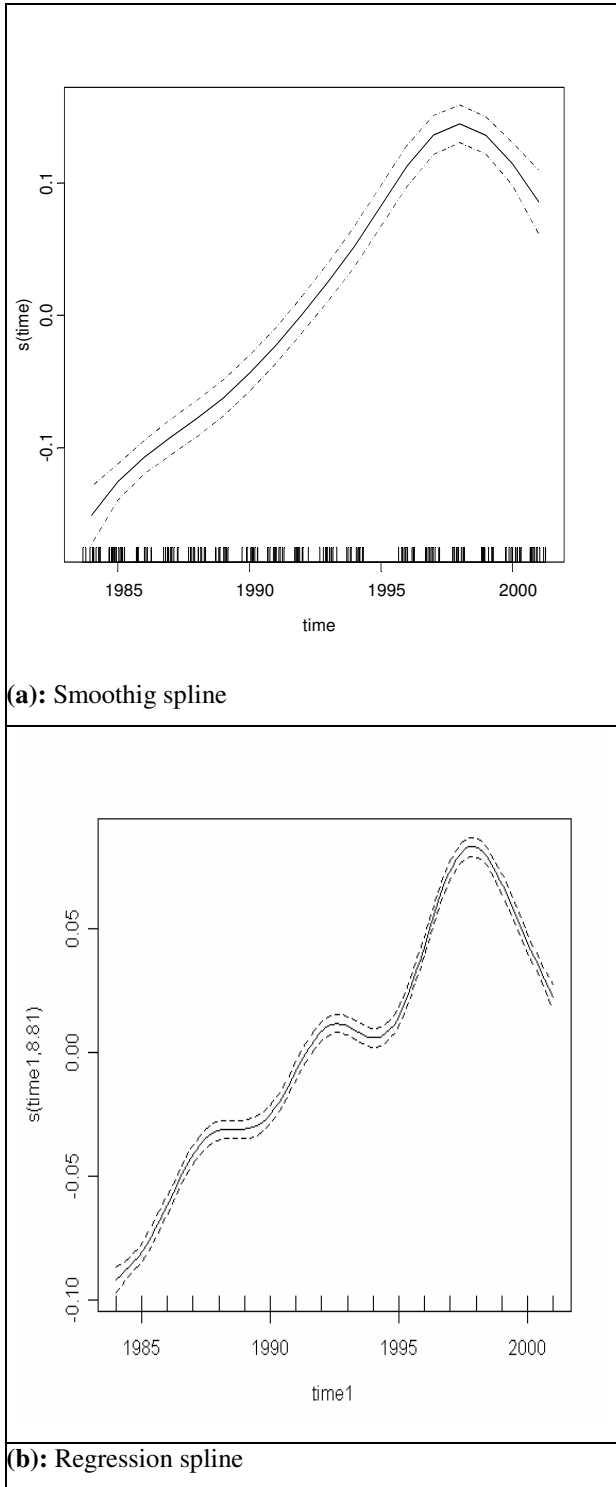 0.1
0.0
-0.1
s(time)
1985 1990 1995 2000
time
(a): Smoothig spline
0.05
0.00
-0.05
-0.10
s(time1,8.81)
1985 1990 1995 2000
time1
(b): Regression spline